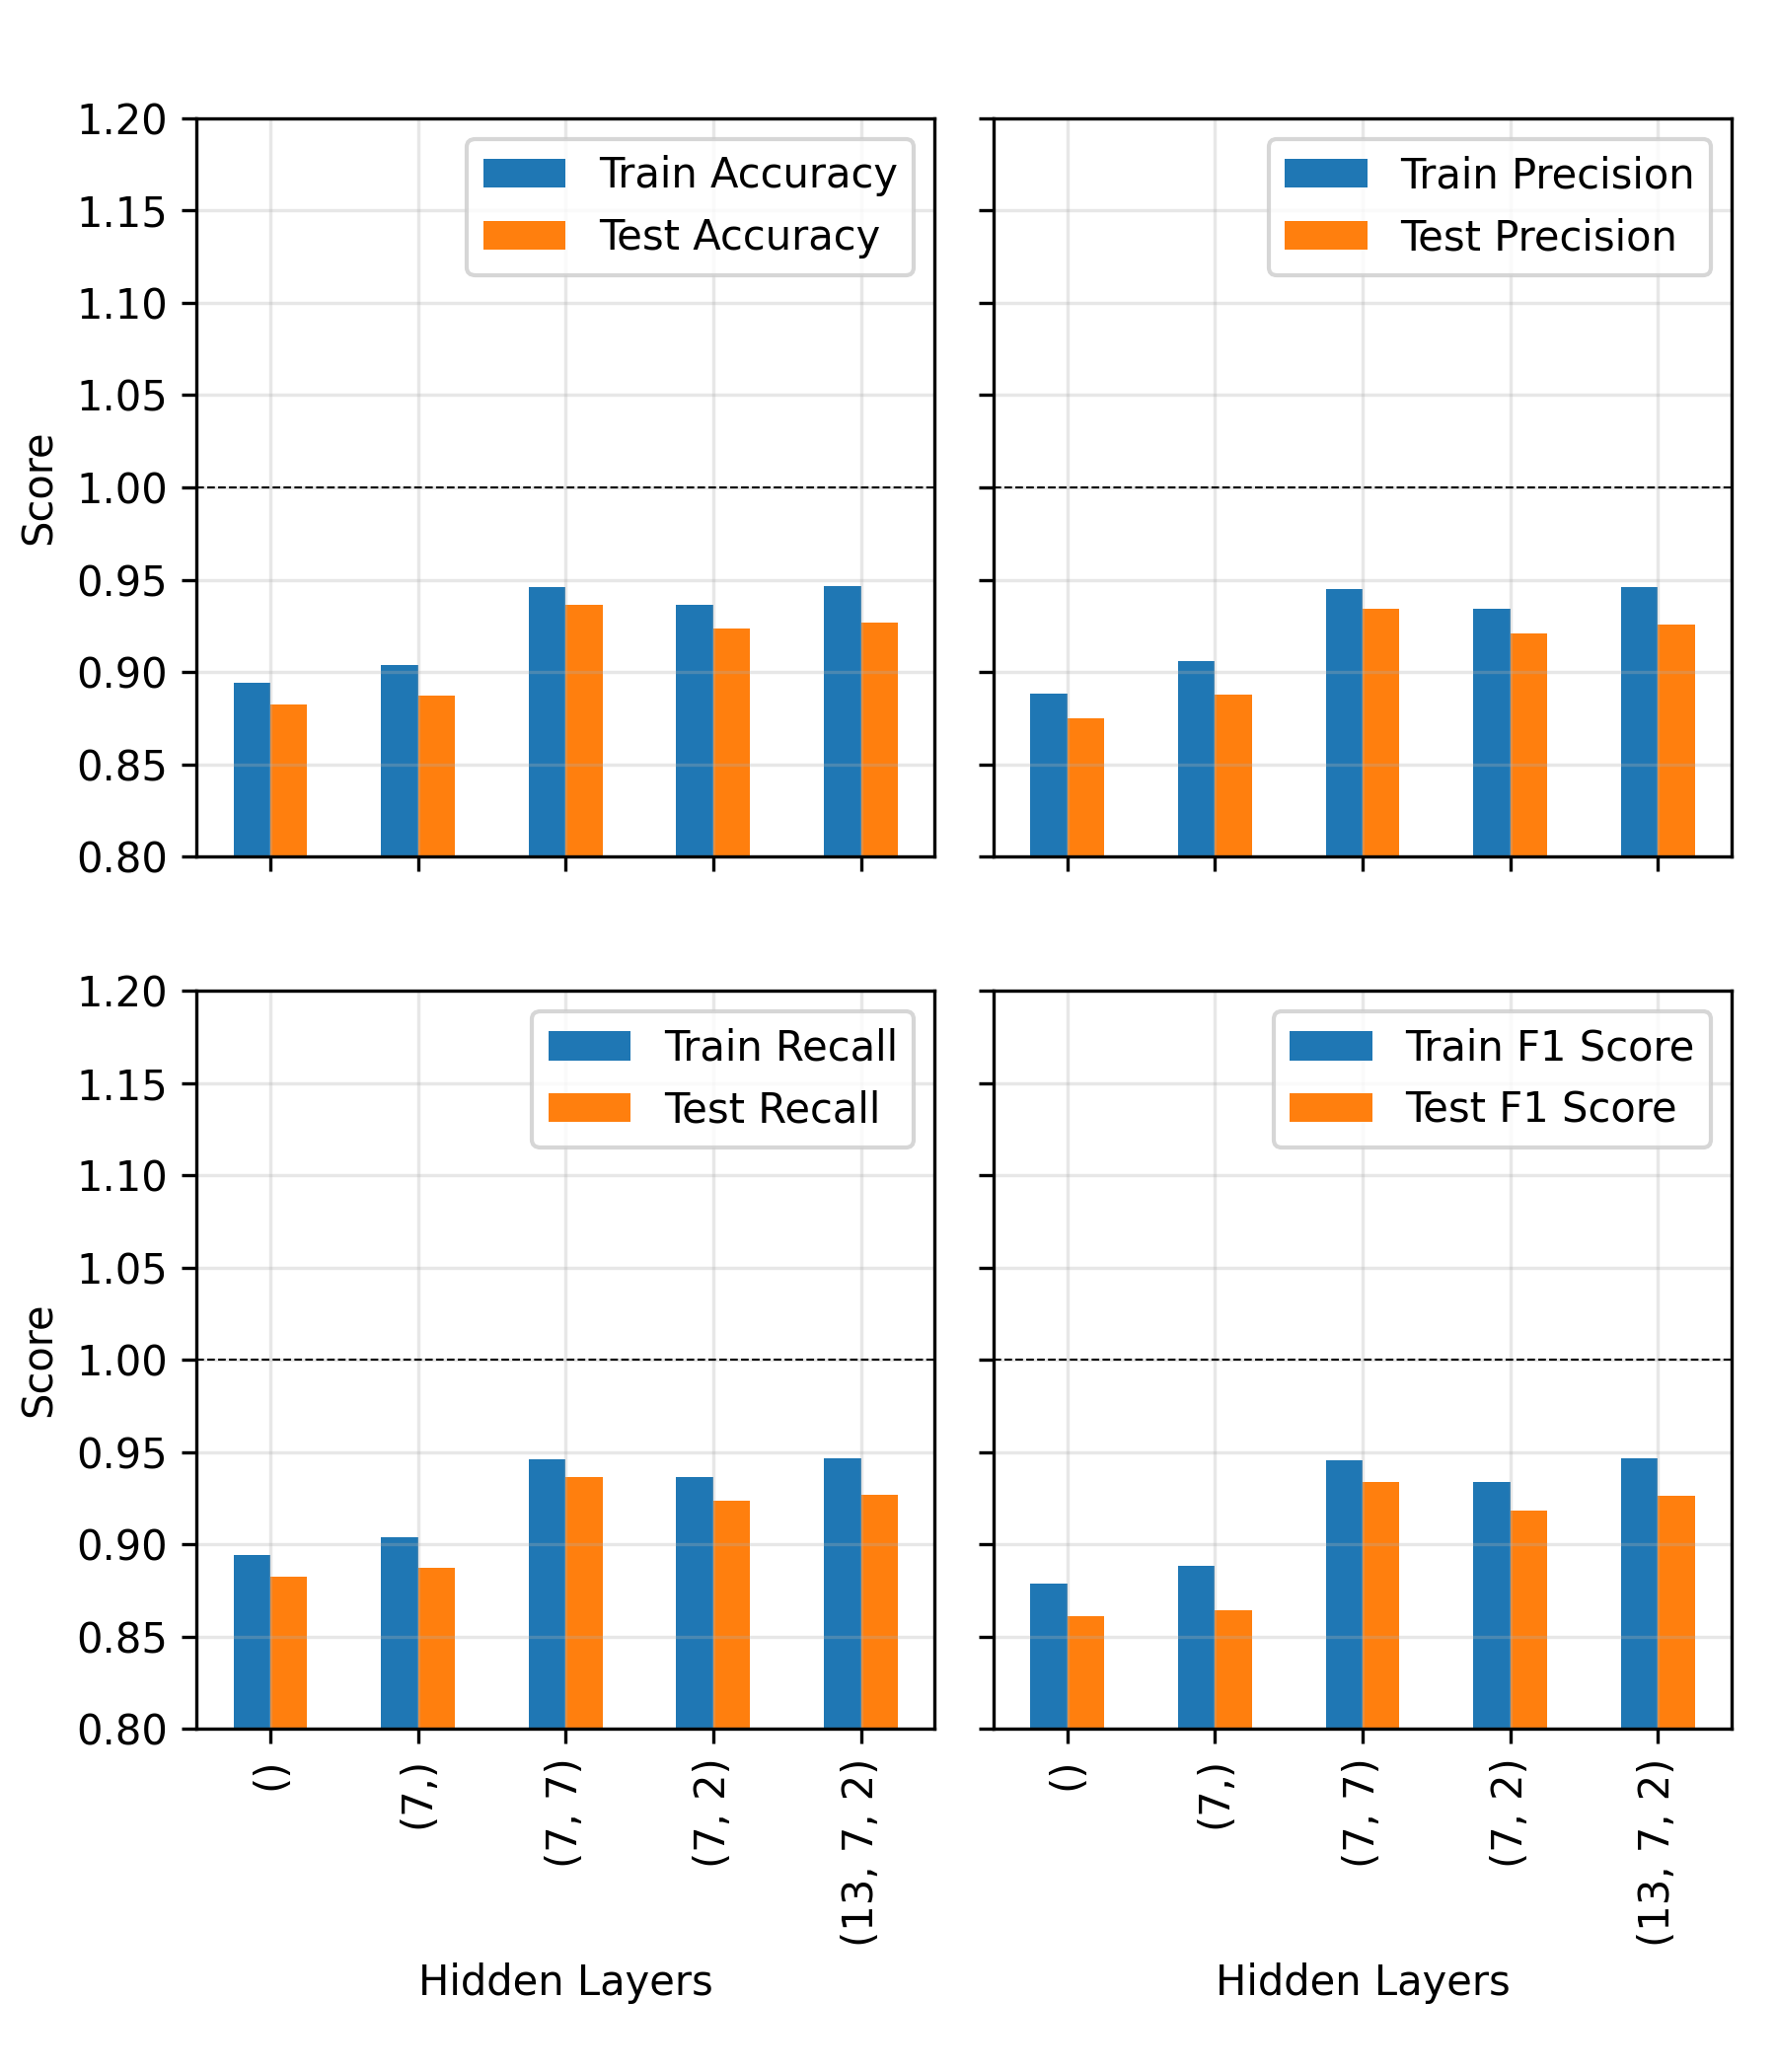 1.20
1.15
1.10
1.05
1.00
0.95
0.90
0.85
0.80
Score
Train Accuracy
Test Accuracy
Train Precision
Test Precision
1.20
1.15
1.10
1.05
1.00
0.95
0.90
0.85
0.80
Score
Train Recall
Test Recall
Train F1 Score
Test F1 Score
()
(7,)
(7, 7)
(7, 2)
(13, 7, 2)
Hidden Layers
()
(7,)
(7, 7)
(7, 2)
(13, 7, 2)
Hidden Layers